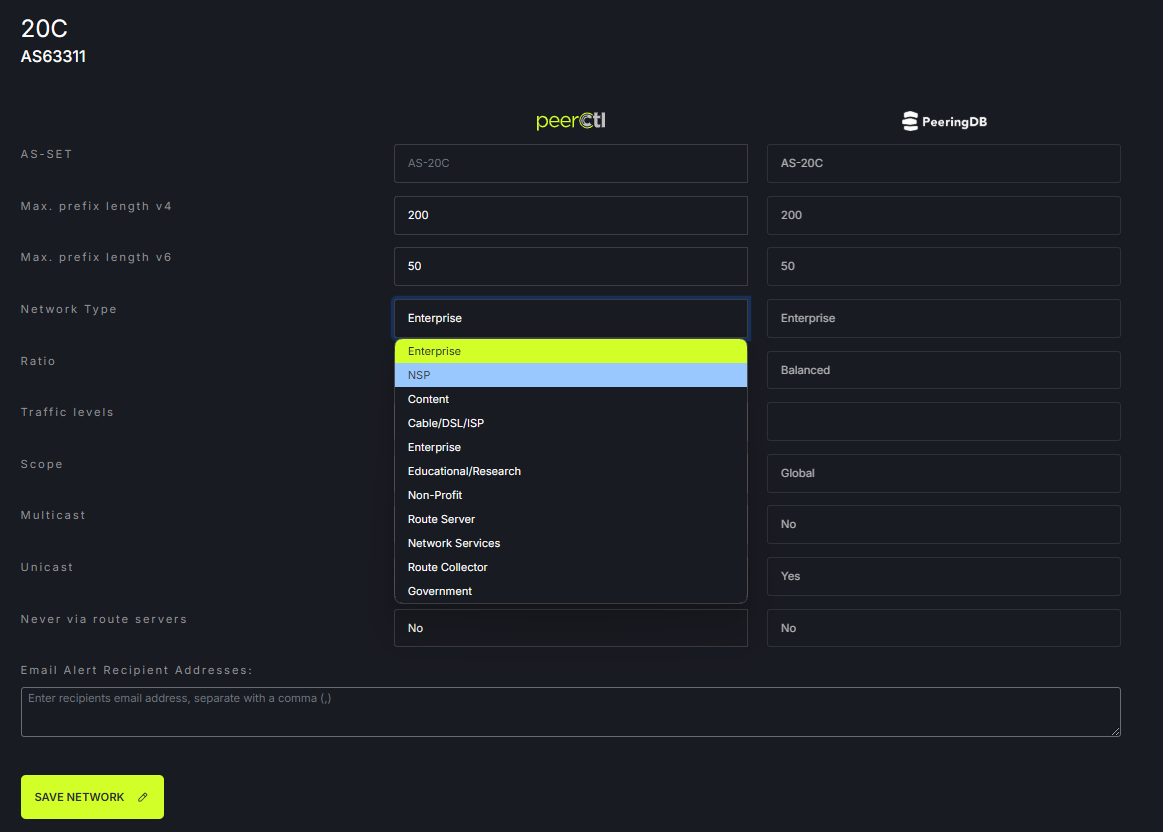 20C
AS63311
peerCtl
PeeringDB
AS-SET
AS-20C
AS-20C
Max. prefix length v4
200
200
Max. prefix length v6
50
50
Network Type
Enterprise
Enterprise
Enterprise
NSP
Content
Cable/DSL/ISP
Enterprise
Educational/Research
Non-Profit
Route Server
Network Services
Route Collector
Government
Ratio
Balanced
Traffic levels
Scope
Global
Multicast
No
Unicast
Yes
Never via route servers
No
No
Email Alert Recipient Addresses:
Enter recipients email address, separate with a comma (,)
SAVE NETWORK